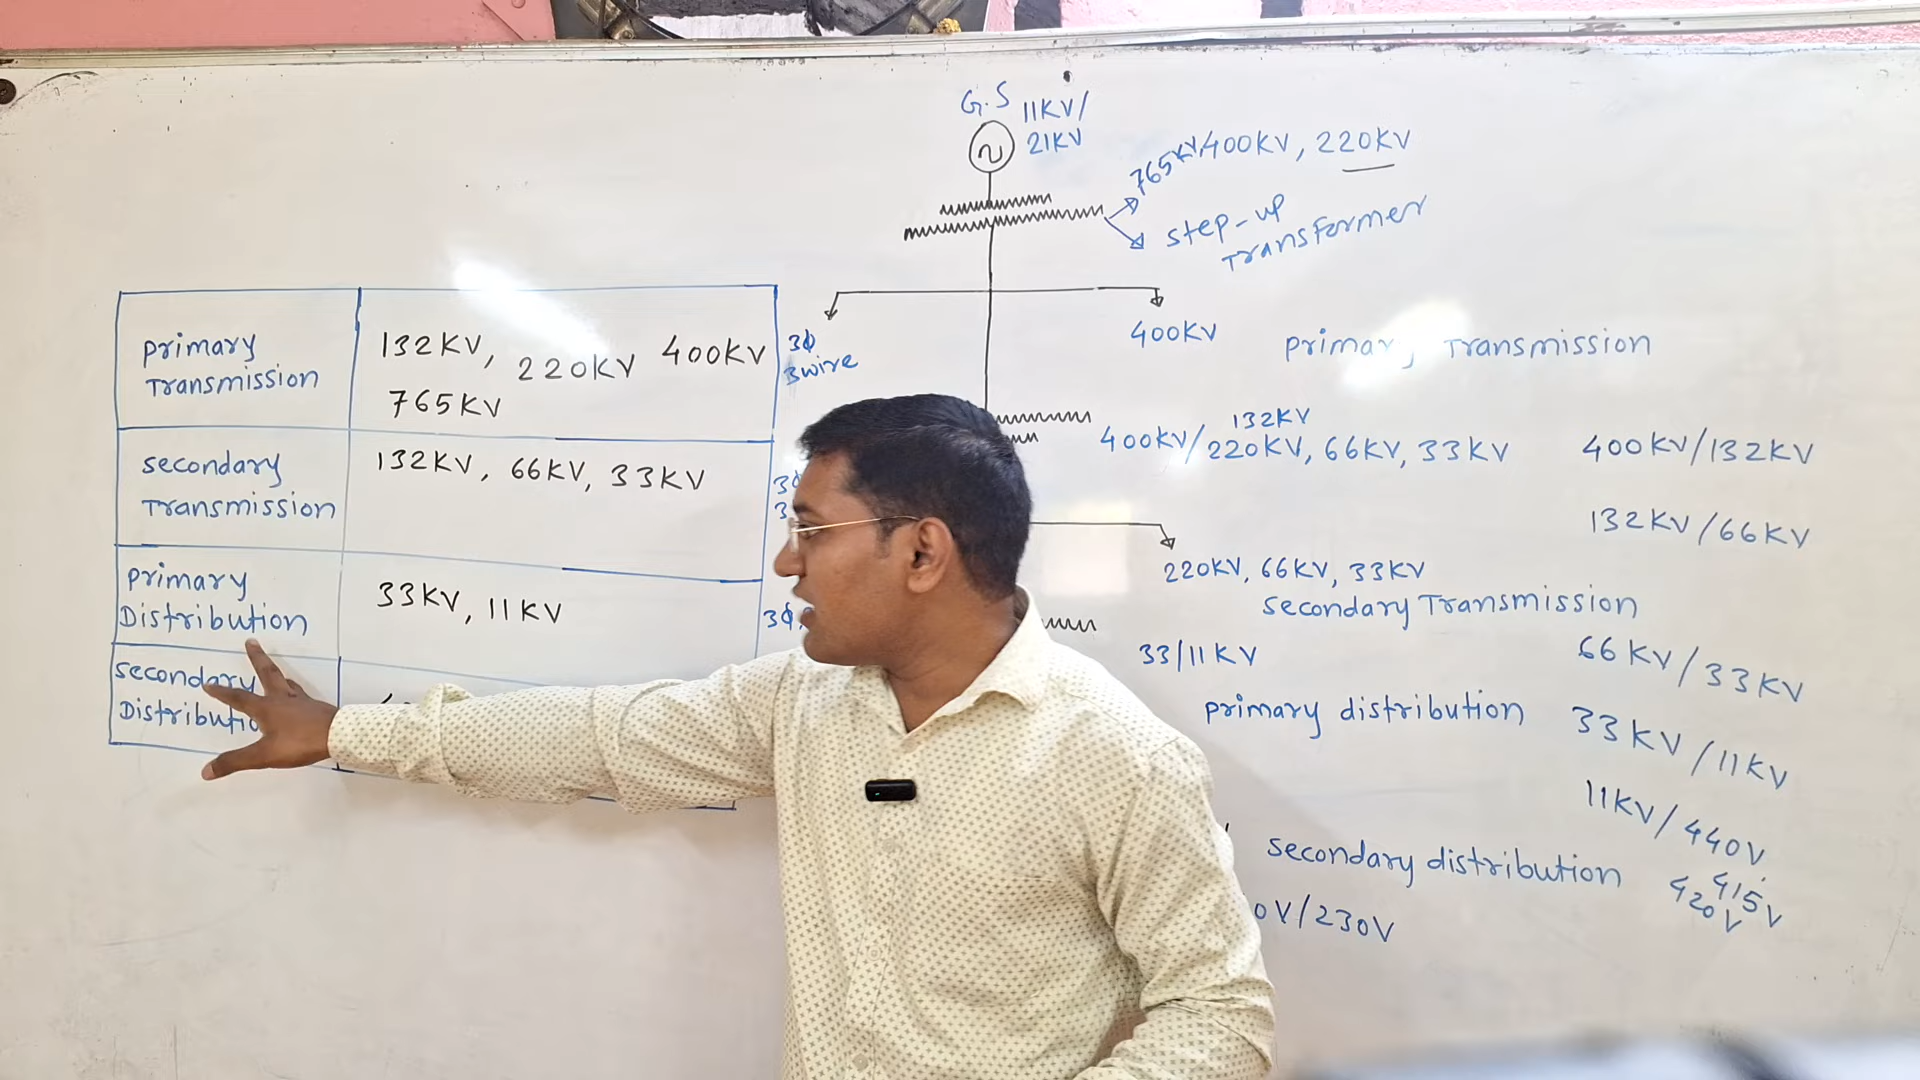 G.S 11KV/
21KV
765KV/400KV, 220KV
step-up
Transformer
primary
Transmission
132KV, 220KV 400KV
765KV
3ϕ
3wire
secondary
Transmission
132KV, 66KV, 33KV
3ϕ
3
primary
Distribution
33KV, 11KV
3ϕ,
secondary
400KV
primary Transmission
132KV
400KV/220KV, 66KV, 33KV
400KV/132KV
132KV/66KV
220KV, 66KV, 33KV
secondary Transmission
33/11KV
66KV/33KV
primary distribution
33KV/11KV
11KV/440V
secondary distribution
415V
420V
0V/230V